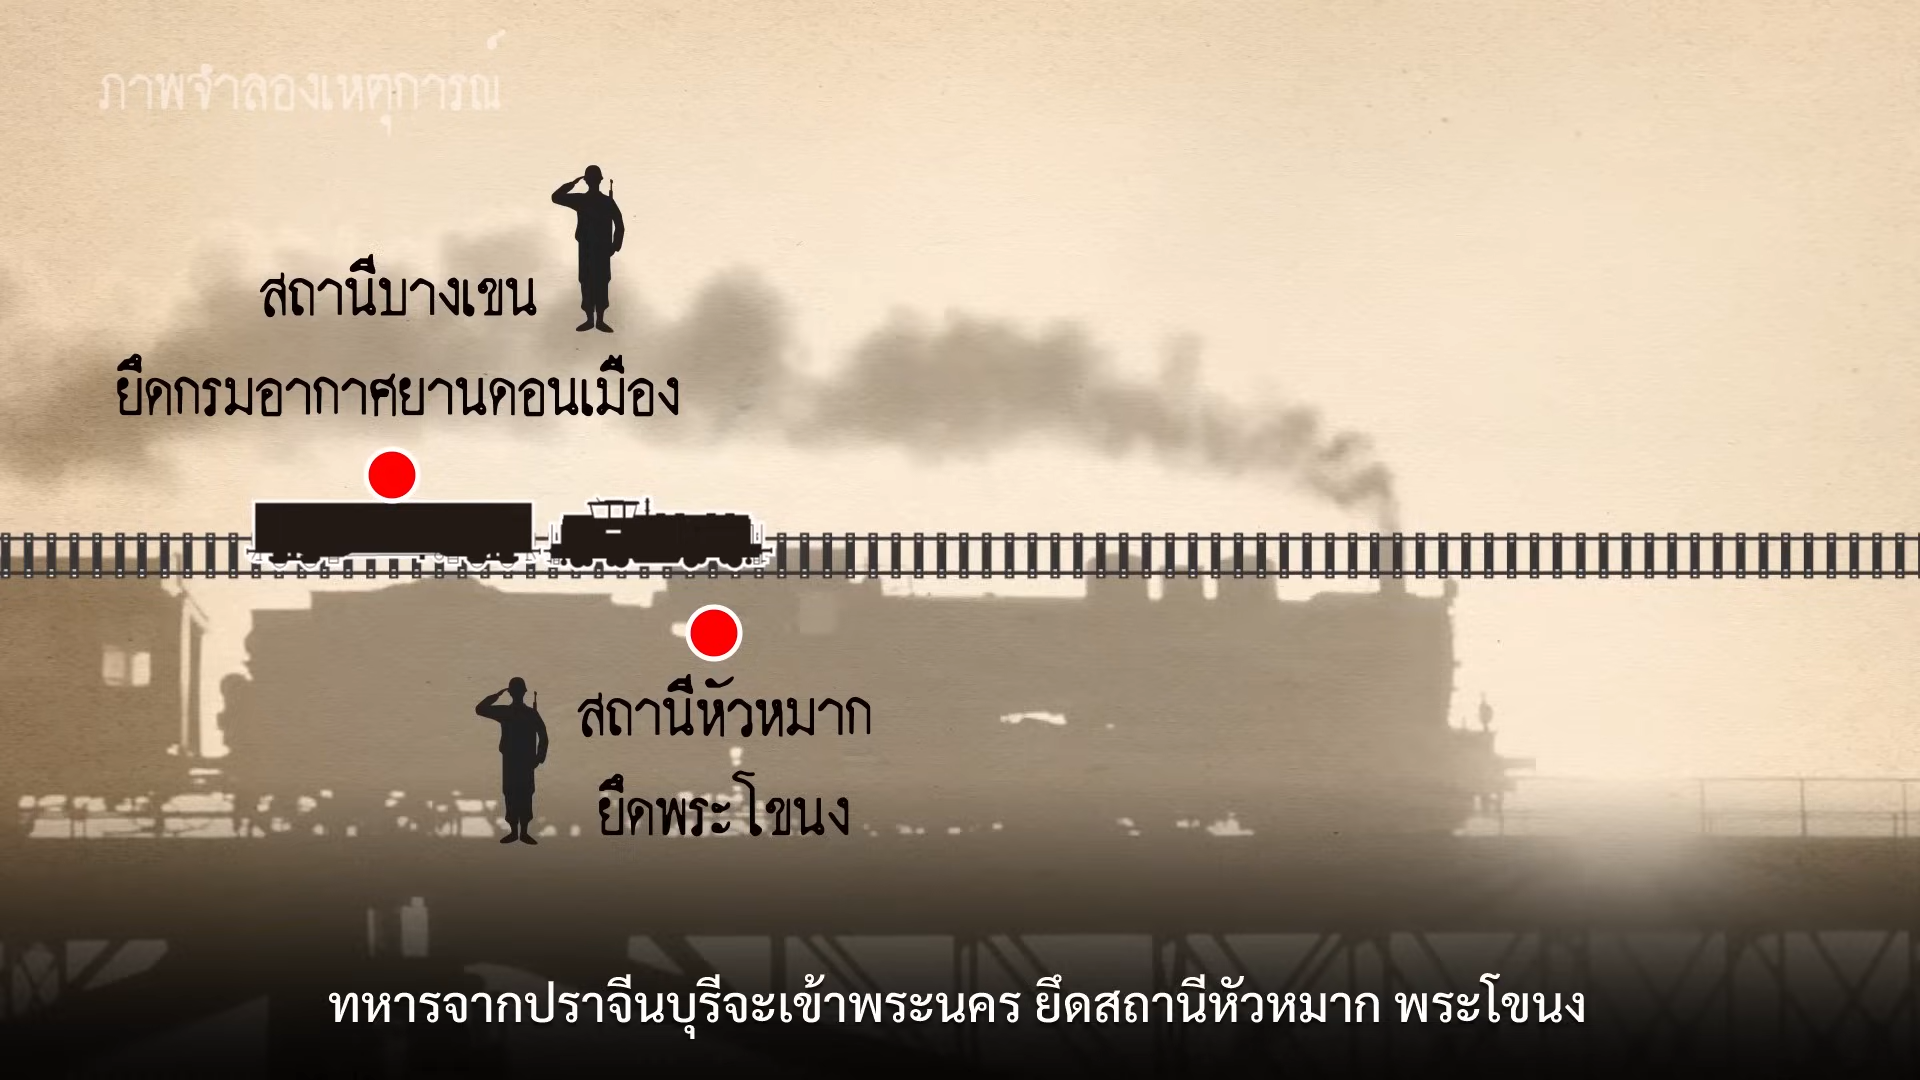 ภาพจำลองเหตุการณ์
สถานีบางเขน
ยึดกรมอากาศยานดอนเมือง
สถานีหัวหมาก
ยึดพระโขนง
ทหารจากปราจีนบุรีจะเข้าพระนคร ยึดสถานีหัวหมาก พระโขนง